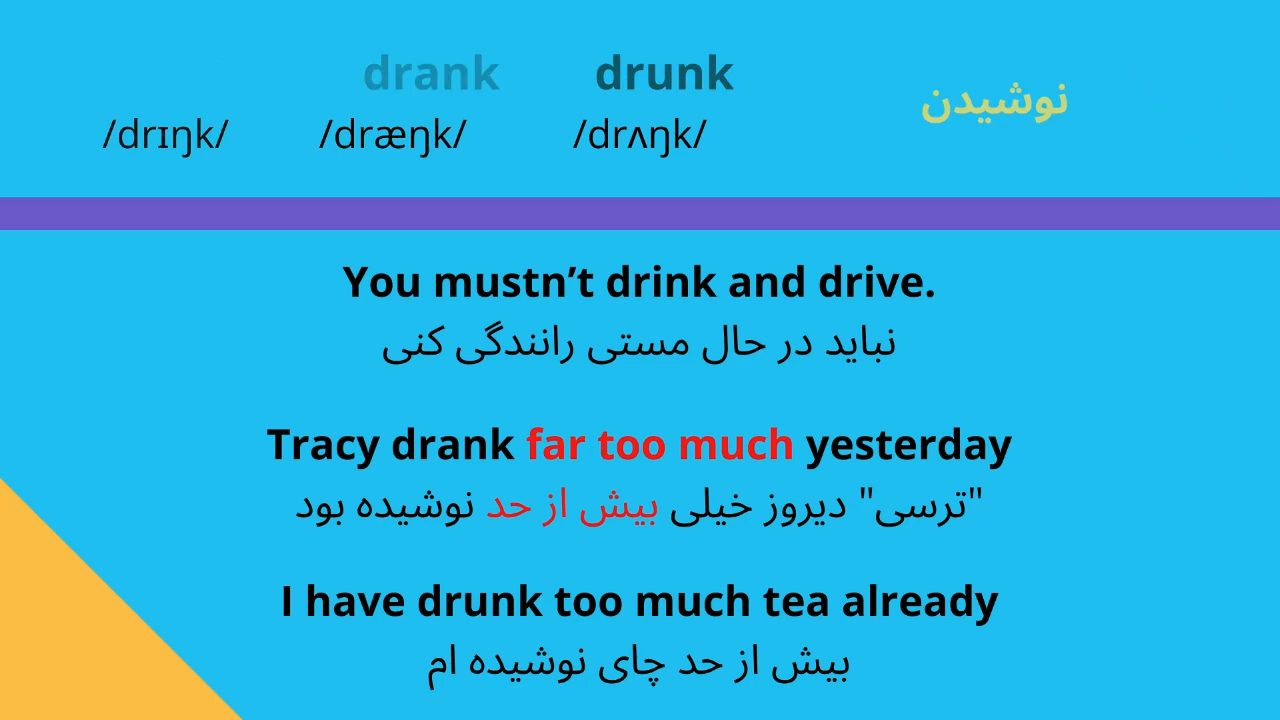 drank drunk
نوشیدن
/drɪŋk/ /dræŋk/ /drʌŋk/
You mustn’t drink and drive.
نباید در حال مستی رانندگی کنی
Tracy drank far too much yesterday
"ترسی" دیروز خیلی بیش از حد نوشیده بود
I have drunk too much tea already
بیش از حد چای نوشیده ام